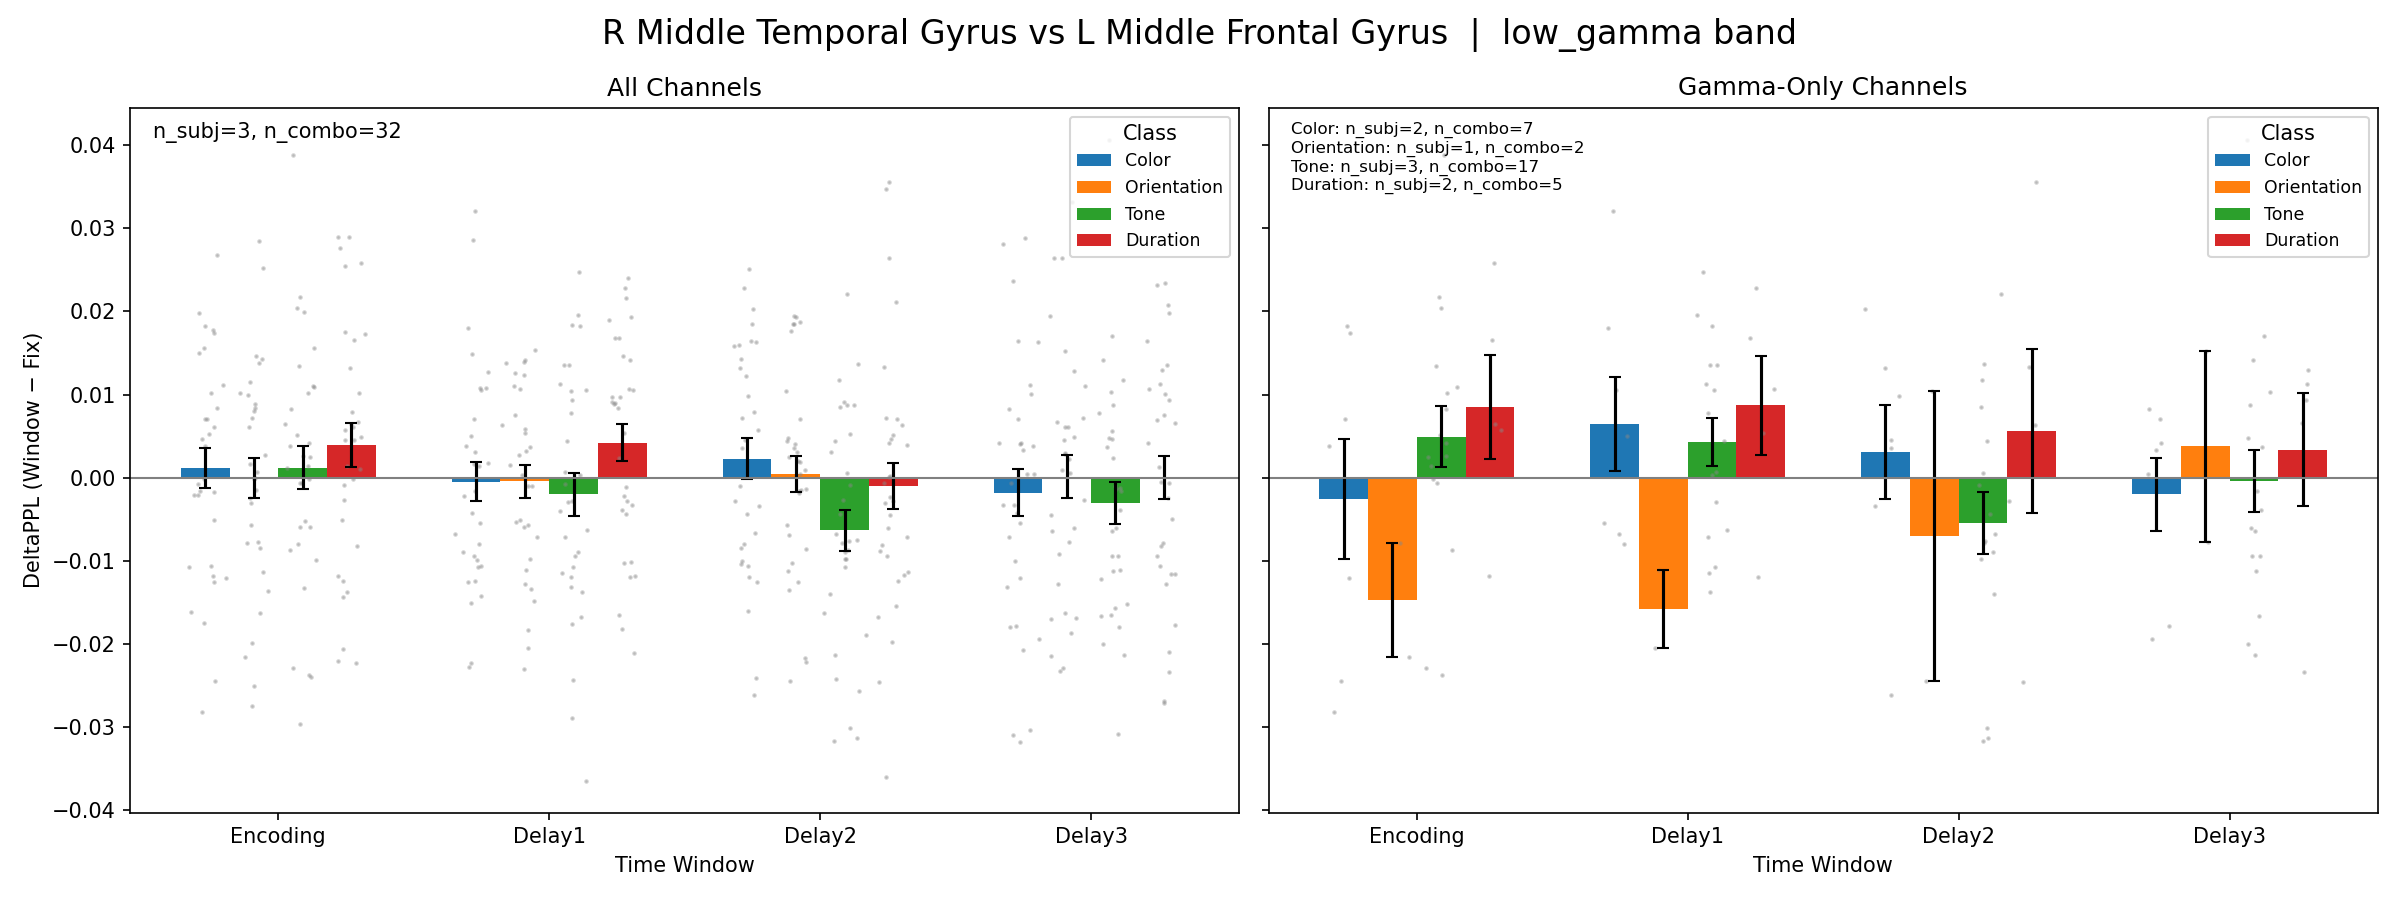 R Middle Temporal Gyrus vs L Middle Frontal Gyrus | low_gamma band
All Channels
n_subj=3, n_combo=32
Class
Color
Orientation
Tone
Duration
0.04
0.03
0.02
0.01
0.00
−0.01
−0.02
−0.03
−0.04
DeltaPPL (Window − Fix)
Encoding
Delay1
Delay2
Delay3
Time Window
Gamma-Only Channels
Color: n_subj=2, n_combo=7
Orientation: n_subj=1, n_combo=2
Tone: n_subj=3, n_combo=17
Duration: n_subj=2, n_combo=5
Class
Color
Orientation
Tone
Duration
Encoding
Delay1
Delay2
Delay3
Time Window